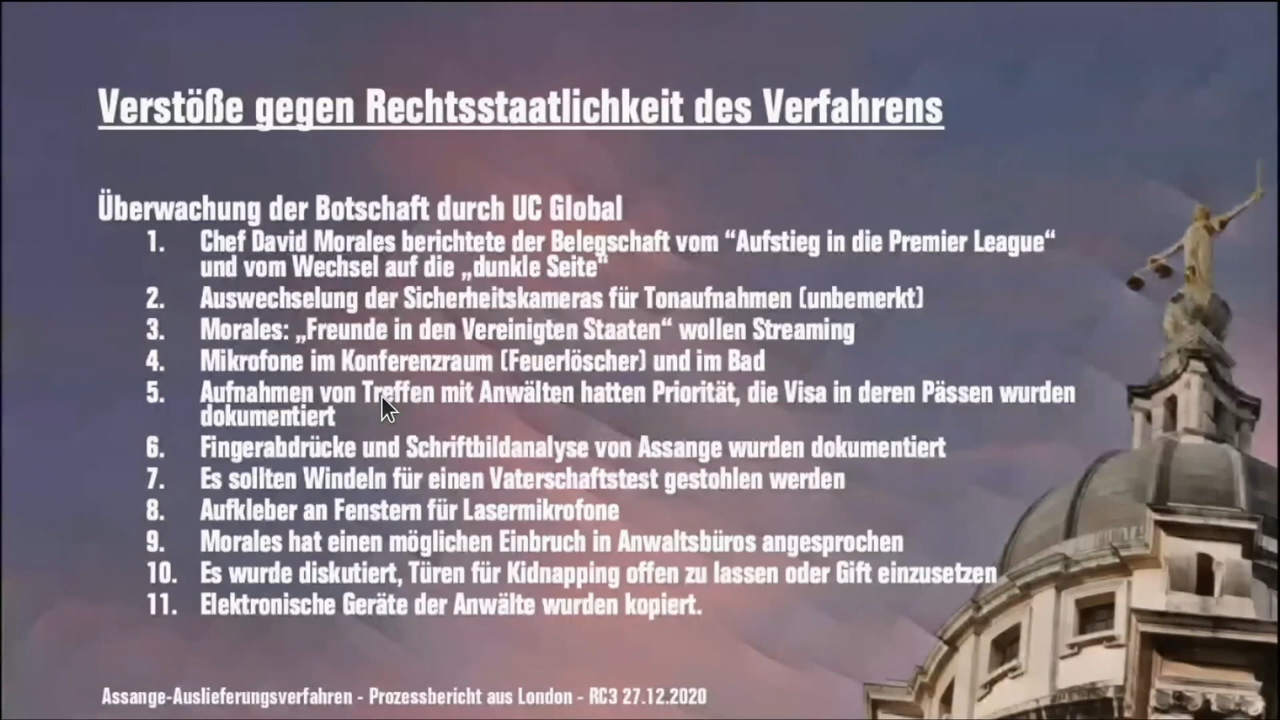 Verstöße gegen Rechtsstaatlichkeit des Verfahrens
Überwachung der Botschaft durch UC Global
1. Chef David Morales berichtete der Belegschaft vom “Aufstieg in die Premier League“
und vom Wechsel auf die „dunkle Seite“
2. Auswechselung der Sicherheitskameras für Tonaufnahmen (unbemerkt)
3. Morales: „Freunde in den Vereinigten Staaten“ wollen Streaming
4. Mikrofone im Konferenzraum (Feuerlöscher) und im Bad
5. Aufnahmen von Treffen mit Anwälten hatten Priorität, die Visa in deren Pässen wurden
dokumentiert
6. Fingerabdrücke und Schriftbildanalyse von Assange wurden dokumentiert
7. Es sollten Windeln für einen Vaterschaftstest gestohlen werden
8. Aufkleber an Fenstern für Lasermikrofone
9. Morales hat einen möglichen Einbruch in Anwaltsbüros angesprochen
10. Es wurde diskutiert, Türen für Kidnapping offen zu lassen oder Gift einzusetzen
11. Elektronische Geräte der Anwälte wurden kopiert.
Assange-Auslieferungsverfahren - Prozessbericht aus London - RC3 27.12.2020